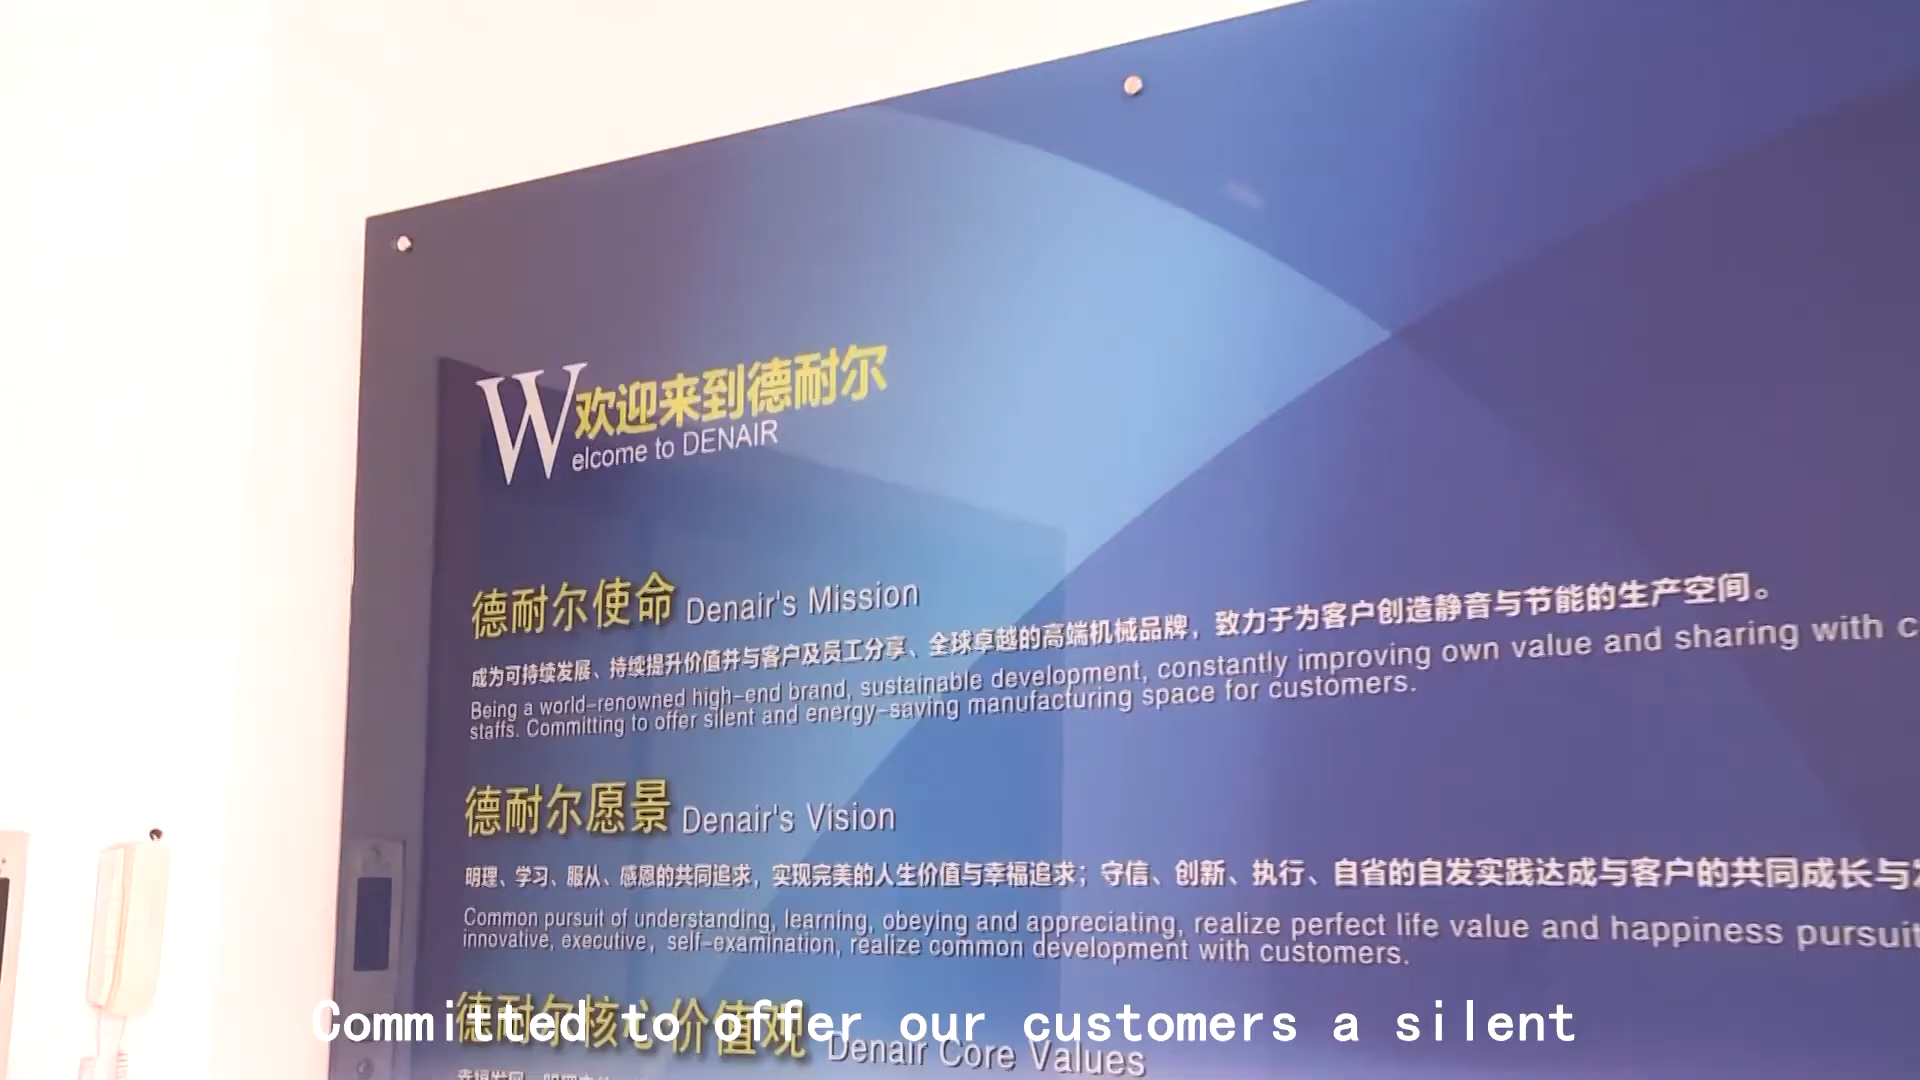 欢迎来到德耐尔
Welcome to DENAIR
德耐尔使命 Denair's Mission
成为可持续发展、持续提升价值并与客户及员工分享、全球卓越的高端机械品牌，致力于为客户创造静音与节能的生产空间。
Being a world-renowned high-end brand, sustainable development, constantly improving own value and sharing with
staffs. Committing to offer silent and energy-saving manufacturing space for customers.
德耐尔愿景 Denair's Vision
明理、学习、服从、感恩的共同追求，实现完美的人生价值与幸福追求；守信、创新、执行、自省的自发实践达成与客户的共同成长与
Common pursuit of understanding, learning, obeying and appreciating, realize perfect life value and happiness pursuit
innovative, executive, self-examination, realize common development with customers.
德耐尔核心价值观 Denair Core Values
Committed to offer our customers a silent